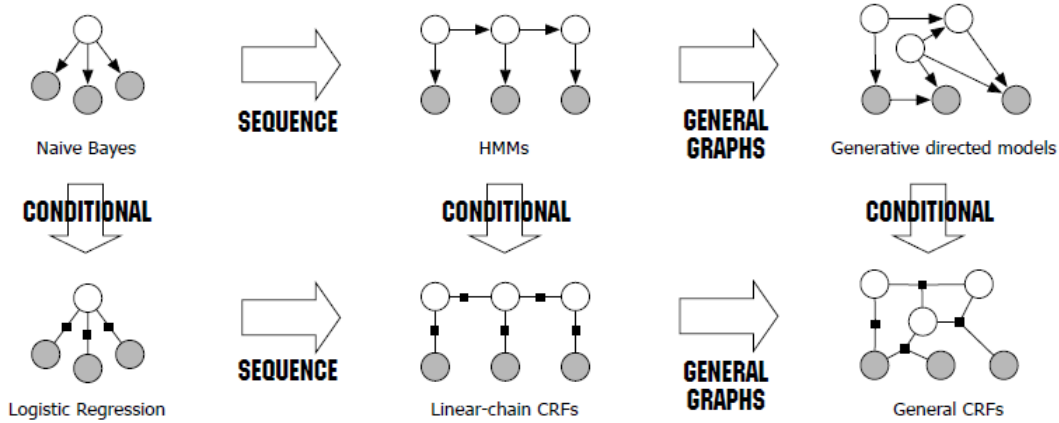 SEQUENCE
GENERAL
GRAPHS
Naive Bayes
HMMs
Generative directed models
CONDITIONAL
CONDITIONAL
CONDITIONAL
SEQUENCE
GENERAL
GRAPHS
Logistic Regression
Linear-chain CRFs
General CRFs